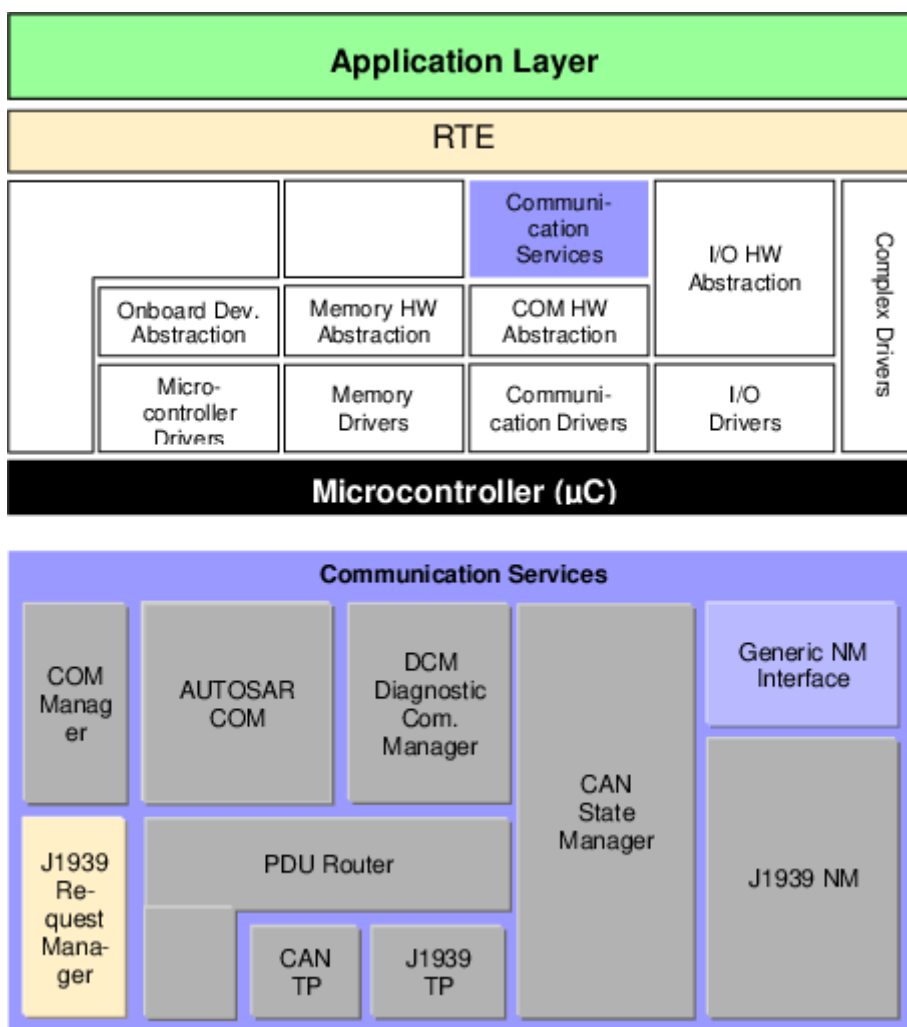 Application Layer
RTE
Communi-
cation
Services
I/O HW
Abstraction
Complex Drivers
Onboard Dev.
Abstraction
Memory HW
Abstraction
COM HW
Abstraction
Micro-
controller
Drivers
Memory
Drivers
Communi-
cation Drivers
I/O
Drivers
Microcontroller (µC)
Communication Services
COM
Manag
er
AUTOSAR
COM
DCM
Diagnostic
Com.
Manager
CAN
State
Manager
Generic NM
Interface
J1939
Re-
quest
Mana-
ger
PDU Router
CAN
TP
J1939
TP
J1939 NM